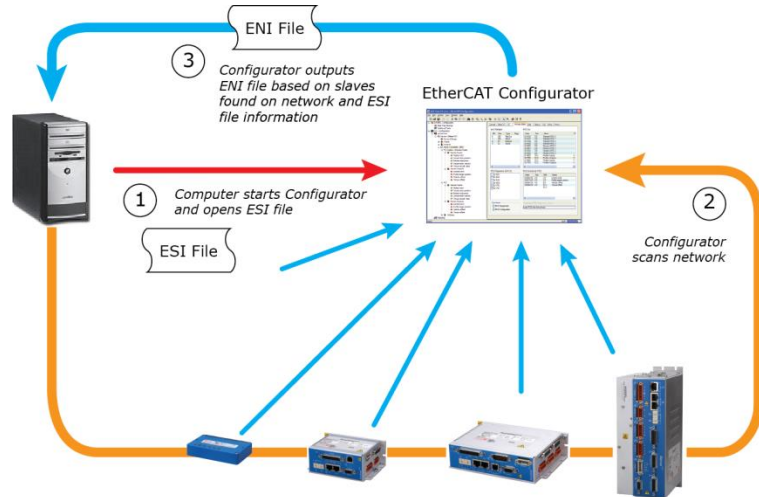 ENI File
3
Configurator outputs
ENI file based on slaves
found on network and ESI
file information
EtherCAT Configurator
1
Computer starts Configurator
and opens ESI file
2
Configurator
scans network
ESI File